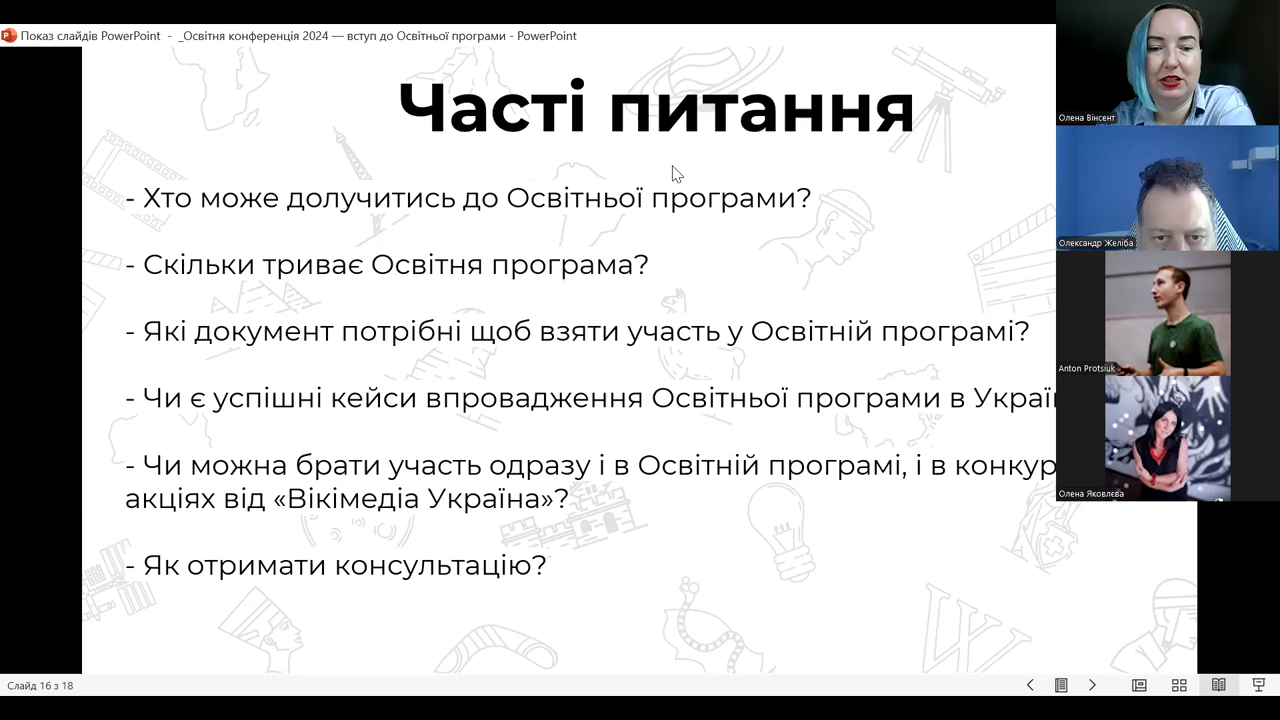 Показ слайдів PowerPoint - _Освітня конференція 2024 — вступ до Освітньої програми - PowerPoint
Часті питання
- Хто може долучитись до Освітньої програми?
- Скільки триває Освітня програма?
- Які документ потрібні щоб взяти участь у Освітній програмі?
- Чи є успішні кейси впровадження Освітньої програми в Україн
- Чи можна брати участь одразу і в Освітній програмі, і в конкур
акціях від «Вікімедіа Україна»?
- Як отримати консультацію?
Олена Вінсент
Олександр Желіба
Anton Protsiuk
Олена Яковлєва
Слайд 16 з 18